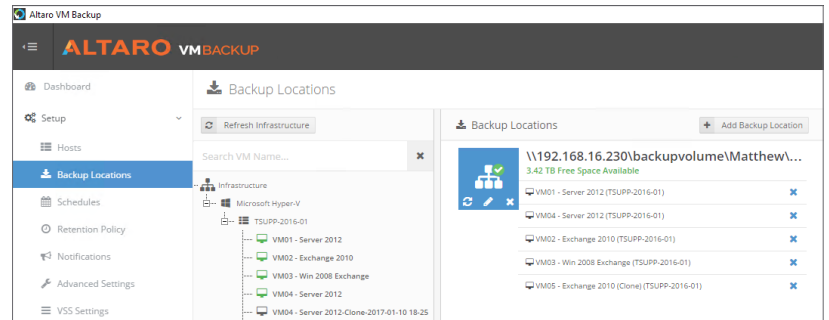 Altaro VM Backup
ALTARO VMBACKUP
Dashboard
Setup
Hosts
Backup Locations
Schedules
Retention Policy
Notifications
Advanced Settings
VSS Settings
Backup Locations
Refresh Infrastructure
Search VM Name...
Infrastructure
Microsoft Hyper-V
TSUPP-2016-01
VM01 - Server 2012
VM02 - Exchange 2010
VM03 - Win 2008 Exchange
VM04 - Server 2012
VM04 - Server 2012-Clone-2017-01-10 18-25
Backup Locations
Add Backup Location
\\192.168.16.230\backupvolume\Matthew\...
3.42 TB Free Space Available
VM01 - Server 2012 (TSUPP-2016-01)
VM04 - Server 2012 (TSUPP-2016-01)
VM02 - Exchange 2010 (TSUPP-2016-01)
VM03 - Win 2008 Exchange (TSUPP-2016-01)
VM05 - Exchange 2010 (Clone) (TSUPP-2016-01)